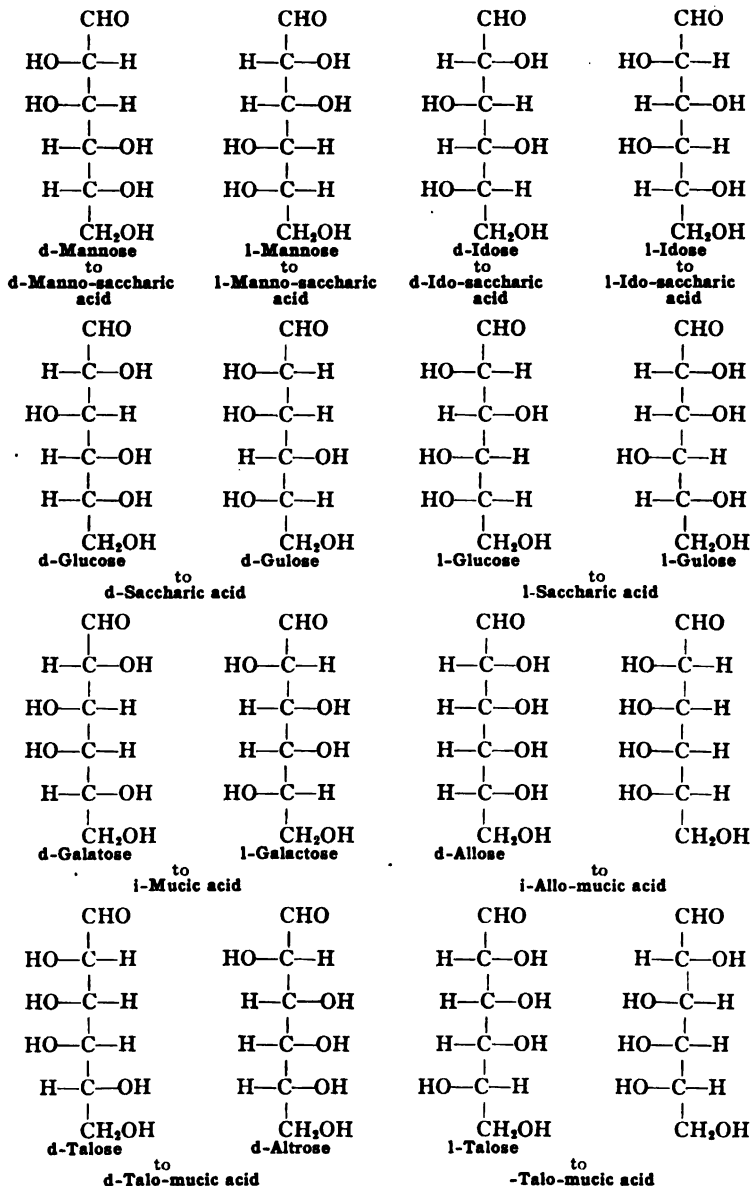 CHO CHO CHO CHO
HO—C—H H—C—OH H—C—OH HO—C—H
HO—C—H H—C—OH HO—C—H H—C—OH
H—C—OH HO—C—H H—C—OH HO—C—H
H—C—OH HO—C—H HO—C—H H—C—OH
CH₂OH CH₂OH CH₂OH CH₂OH
d-Mannose l-Mannose d-Idose l-Idose
to to to to
d-Manno-saccharic l-Manno-saccharic d-Ido-saccharic l-Ido-saccharic
acid acid acid acid
CHO CHO CHO CHO
H—C—OH HO—C—H HO—C—H H—C—OH
HO—C—H HO—C—H H—C—OH H—C—OH
H—C—OH H—C—OH HO—C—H HO—C—H
H—C—OH HO—C—H HO—C—H H—C—OH
CH₂OH CH₂OH CH₂OH CH₂OH
d-Glucose d-Gulose l-Glucose l-Gulose
to to
d-Saccharic acid l-Saccharic acid
CHO CHO CHO CHO
H—C—OH HO—C—H H—C—OH HO—C—H
HO—C—H H—C—OH H—C—OH HO—C—H
HO—C—H H—C—OH H—C—OH HO—C—H
H—C—OH HO—C—H H—C—OH HO—C—H
CH₂OH CH₂OH CH₂OH CH₂OH
d-Galatose l-Galactose d-Allose
to to
i-Mucic acid i-Allo-mucic acid
CHO CHO CHO CHO
HO—C—H HO—C—H H—C—OH H—C—OH
HO—C—H H—C—OH H—C—OH HO—C—H
HO—C—H H—C—OH H—C—OH HO—C—H
H—C—OH H—C—OH HO—C—H HO—C—H
CH₂OH CH₂OH CH₂OH CH₂OH
d-Talose d-Altrose l-Talose
to to
d-Talo-mucic acid -Talo-mucic acid